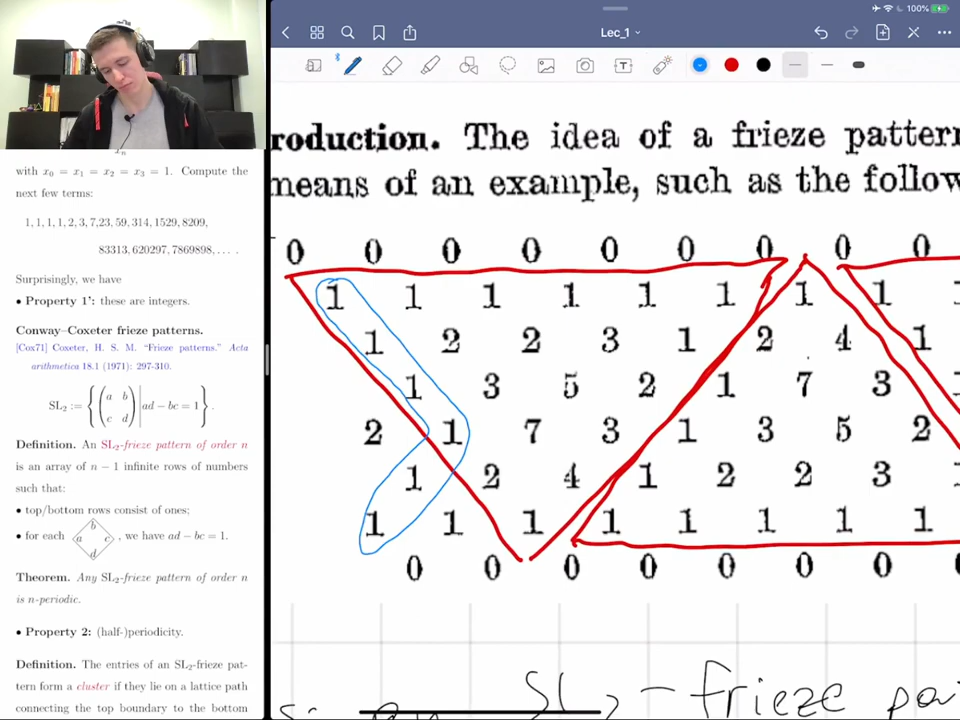 100%
Lec_1
x_n
with x₀ = x₁ = x₂ = x₃ = 1. Compute the
next few terms:
1, 1, 1, 1, 2, 3, 7, 23, 59, 314, 1529, 8209,
83313, 620297, 7869898, ... .
Surprisingly, we have
• Property 1': these are integers.
Conway–Coxeter frieze patterns.
[Cox71] Coxeter, H. S. M. "Frieze patterns." Acta
arithmetica 18.1 (1971): 297-310.
SL₂ := { ( a b c d ) | ad − bc = 1 } .
Definition. An SL₂-frieze pattern of order n
is an array of n − 1 infinite rows of numbers
such that:
• top/bottom rows consist of ones;
• for each a b c d , we have ad − bc = 1.
Theorem. Any SL₂-frieze pattern of order n
is n-periodic.
• Property 2: (half-)periodicity.
Definition. The entries of an SL₂-frieze pat-
tern form a cluster if they lie on a lattice path
connecting the top boundary to the bottom
roduction. The idea of a frieze pattern
means of an example, such as the follow
0 0 0 0 0 0 0 0 0
1 1 1 1 1 1 1 1 1
1 2 2 3 1 2 4 1
1 3 5 2 1 7 3 1
2 1 7 3 1 3 5 2
1 2 4 1 2 2 3 1
1 1 1 1 1 1 1 1
0 0 0 0 0 0 0
an SL₂-frieze pa